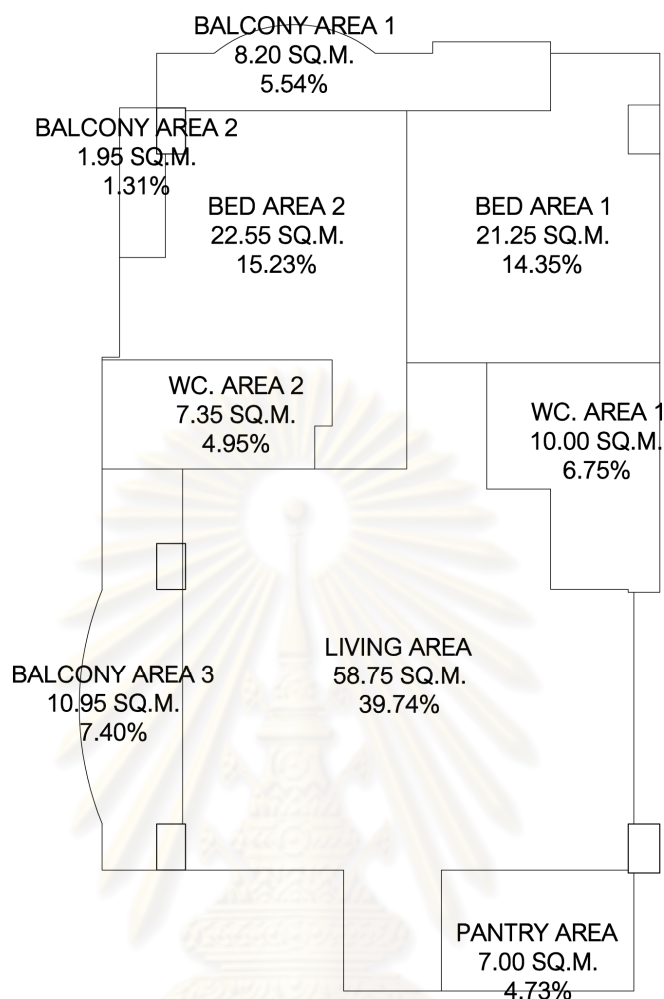 BALCONY AREA 1
8.20 SQ.M.
5.54%
BALCONY AREA 2
1.95 SQ.M.
1.31%
BED AREA 2
22.55 SQ.M.
15.23%
BED AREA 1
21.25 SQ.M.
14.35%
WC. AREA 2
7.35 SQ.M.
4.95%
WC. AREA 1
10.00 SQ.M.
6.75%
LIVING AREA
58.75 SQ.M.
39.74%
BALCONY AREA 3
10.95 SQ.M.
7.40%
PANTRY AREA
7.00 SQ.M.
4.73%